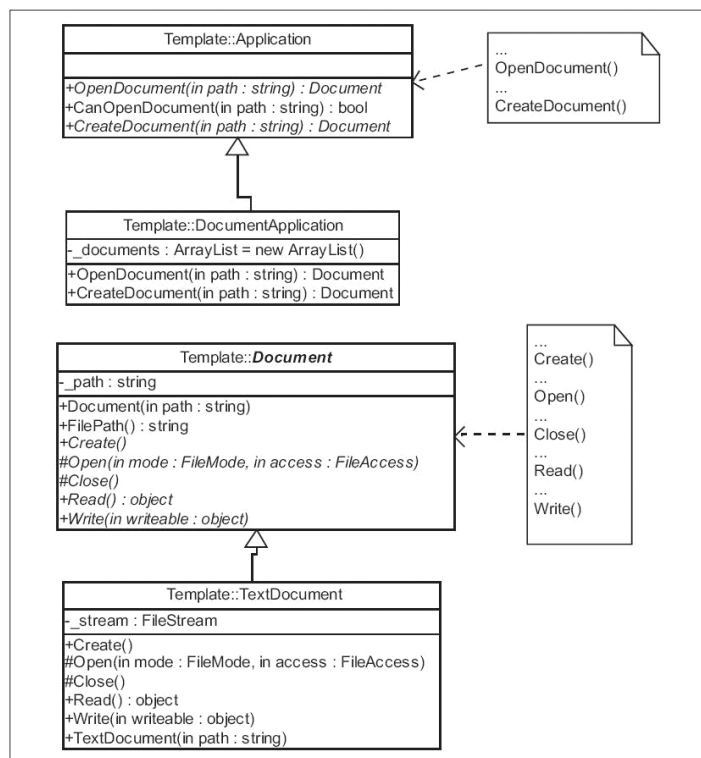 Template::Application
+OpenDocument(in path : string) : Document
+CanOpenDocument(in path : string) : bool
+CreateDocument(in path : string) : Document
...
OpenDocument()
...
CreateDocument()
Template::DocumentApplication
-_documents : ArrayList = new ArrayList()
+OpenDocument(in path : string) : Document
+CreateDocument(in path : string) : Document
Template::Document
-_path : string
+Document(in path : string)
+FilePath() : string
+Create()
#Open(in mode : FileMode, in access : FileAccess)
#Close()
+Read() : object
+Write(in writeable : object)
...
Create()
...
Open()
...
Close()
...
Read()
...
Write()
Template::TextDocument
-_stream : FileStream
+Create()
#Open(in mode : FileMode, in access : FileAccess)
#Close()
+Read() : object
+Write(in writeable : object)
+TextDocument(in path : string)